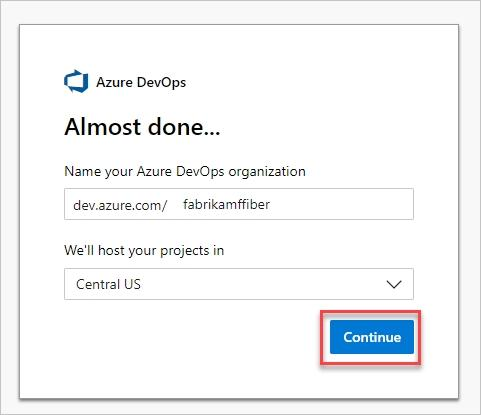 Azure DevOps
Almost done...
Name your Azure DevOps organization
dev.azure.com/ fabrikamffiber
We'll host your projects in
Central US
Continue